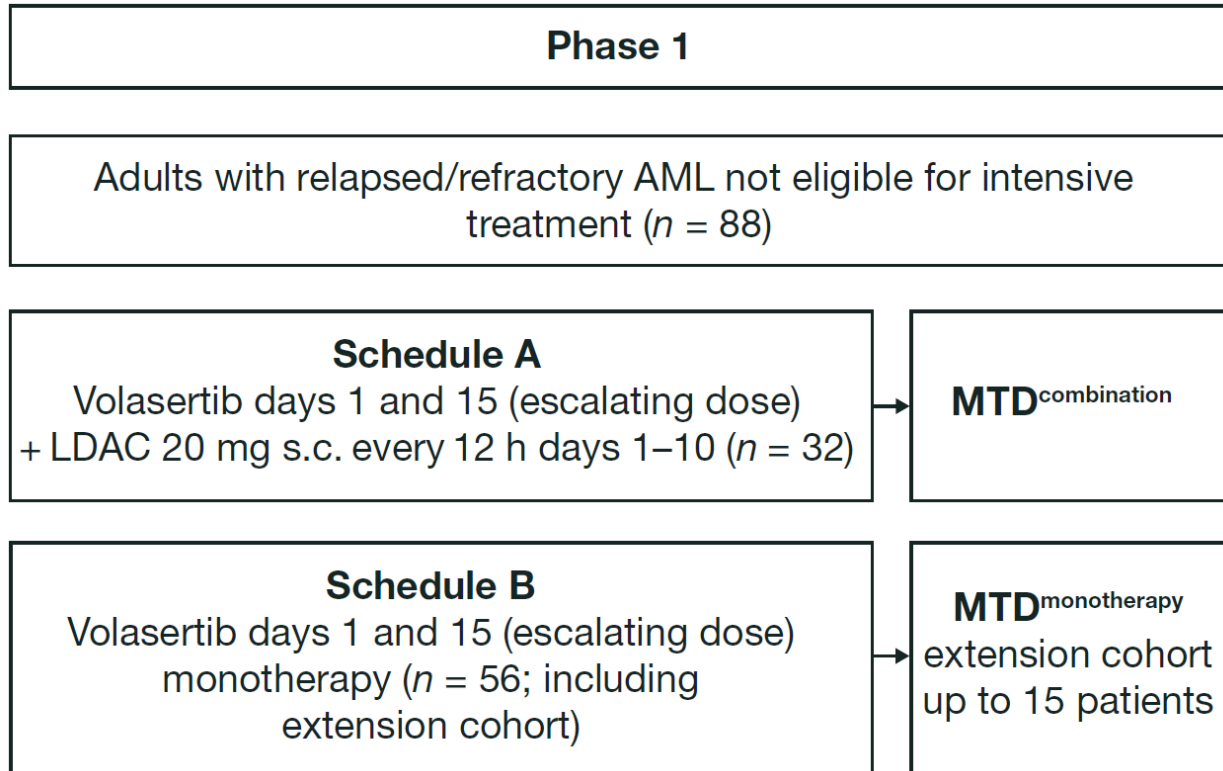 Phase 1
Adults with relapsed/refractory AML not eligible for intensive
treatment (n = 88)
Schedule A
Volasertib days 1 and 15 (escalating dose)
+ LDAC 20 mg s.c. every 12 h days 1–10 (n = 32)
MTDcombination
Schedule B
Volasertib days 1 and 15 (escalating dose)
monotherapy (n = 56; including
extension cohort)
MTDmonotherapy
extension cohort
up to 15 patients